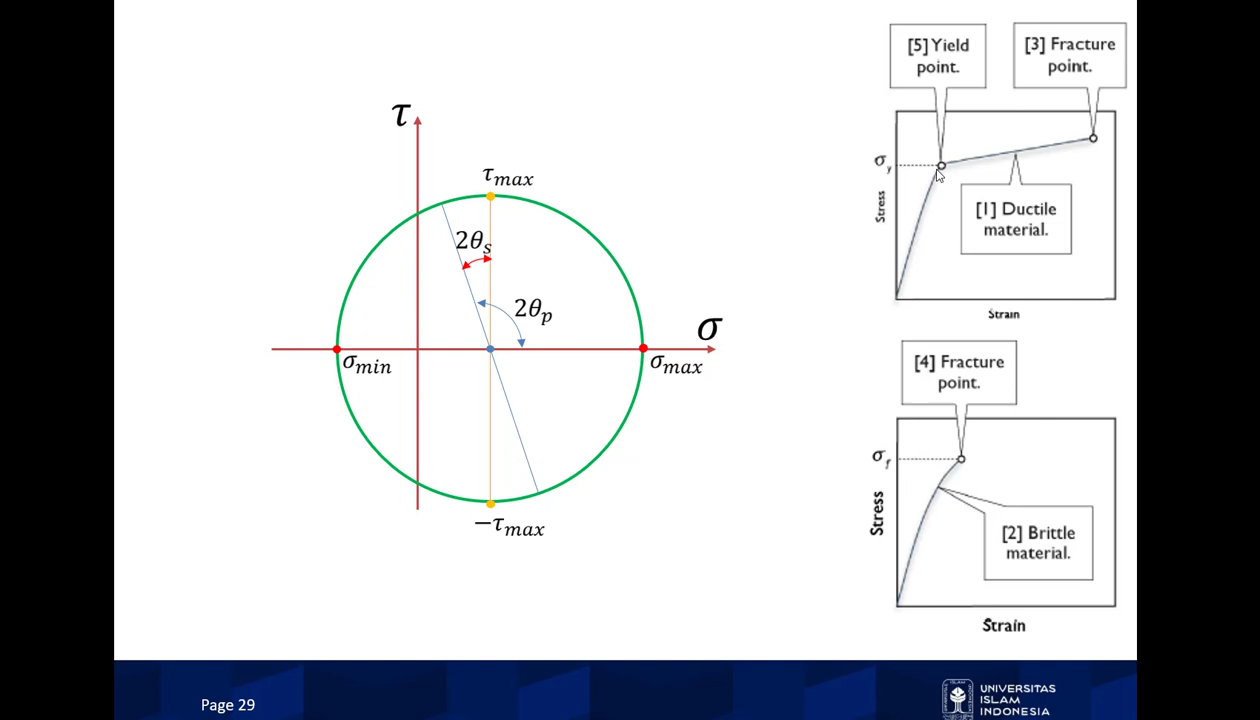 τ
τmax
2θs
2θp
σ
σmin
σmax
−τmax
[5] Yield
point.
[3] Fracture
point.
σy
Stress
[1] Ductile
material.
Strain
[4] Fracture
point.
σf
Stress
[2] Brittle
material.
Strain
Page 29
UNIVERSITAS
ISLAM
INDONESIA